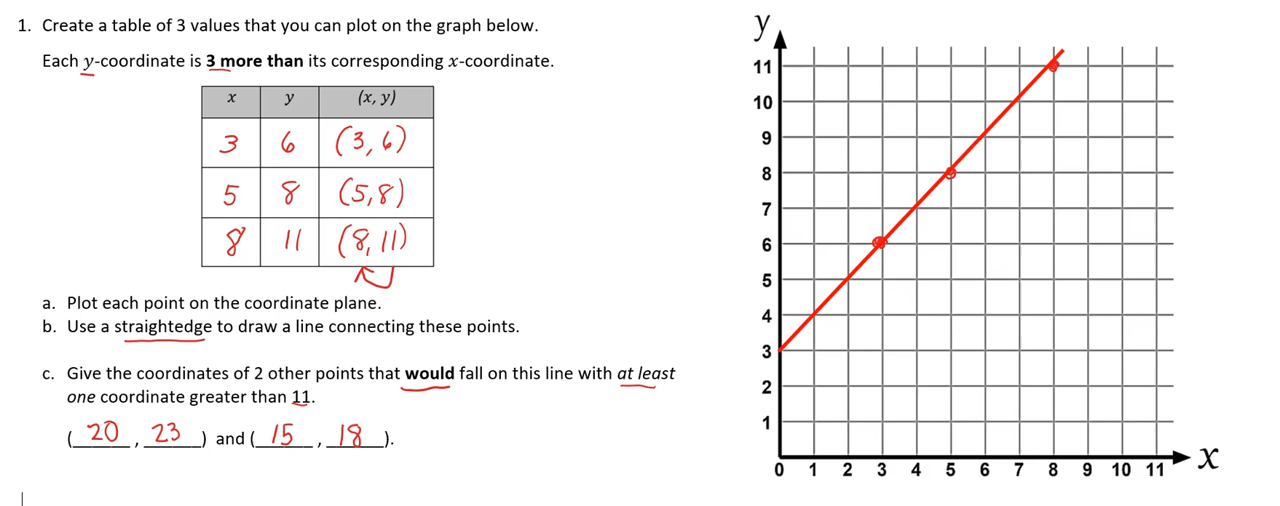 1. Create a table of 3 values that you can plot on the graph below.
Each y-coordinate is 3 more than its corresponding x-coordinate.
x y (x, y)
3 6 (3, 6)
5 8 (5, 8)
8 11 (8, 11)
a. Plot each point on the coordinate plane.
b. Use a straightedge to draw a line connecting these points.
c. Give the coordinates of 2 other points that would fall on this line with at least
one coordinate greater than 11.
( 20 , 23 ) and ( 15 , 18 ).
y
11
10
9
8
7
6
5
4
3
2
1
0 1 2 3 4 5 6 7 8 9 10 11 x